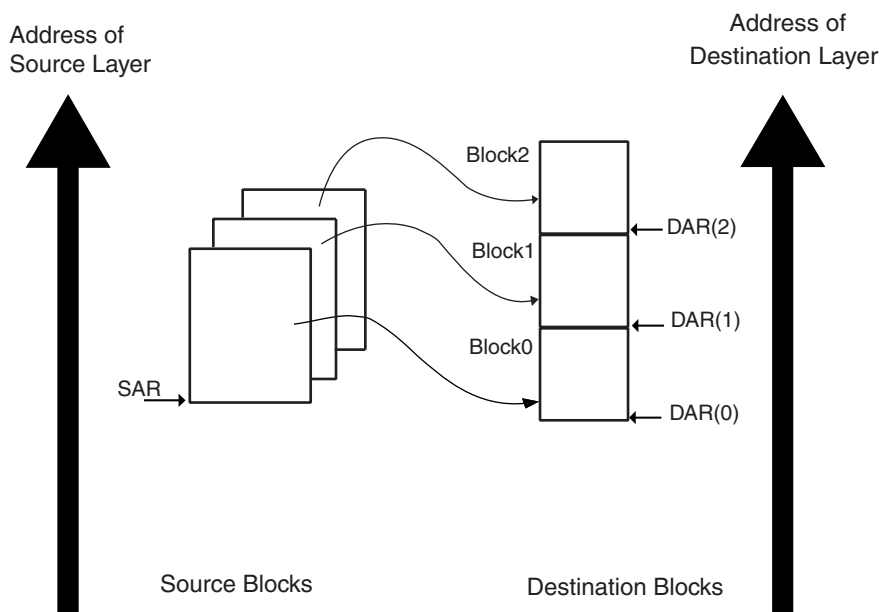 Address of
Source Layer
Address of
Destination Layer
Block2
DAR(2)
Block1
DAR(1)
Block0
SAR
DAR(0)
Source Blocks
Destination Blocks